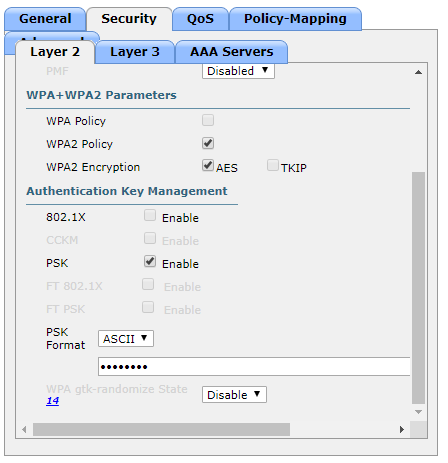 General Security QoS Policy-Mapping
Layer 2 Layer 3 AAA Servers
PMF Disabled
WPA+WPA2 Parameters
WPA Policy
WPA2 Policy
WPA2 Encryption AES TKIP
Authentication Key Management
802.1X Enable
CCKM Enable
PSK Enable
FT 802.1X Enable
FT PSK Enable
PSK
Format ASCII
••••••••
WPA gtk-randomize State Disable
14